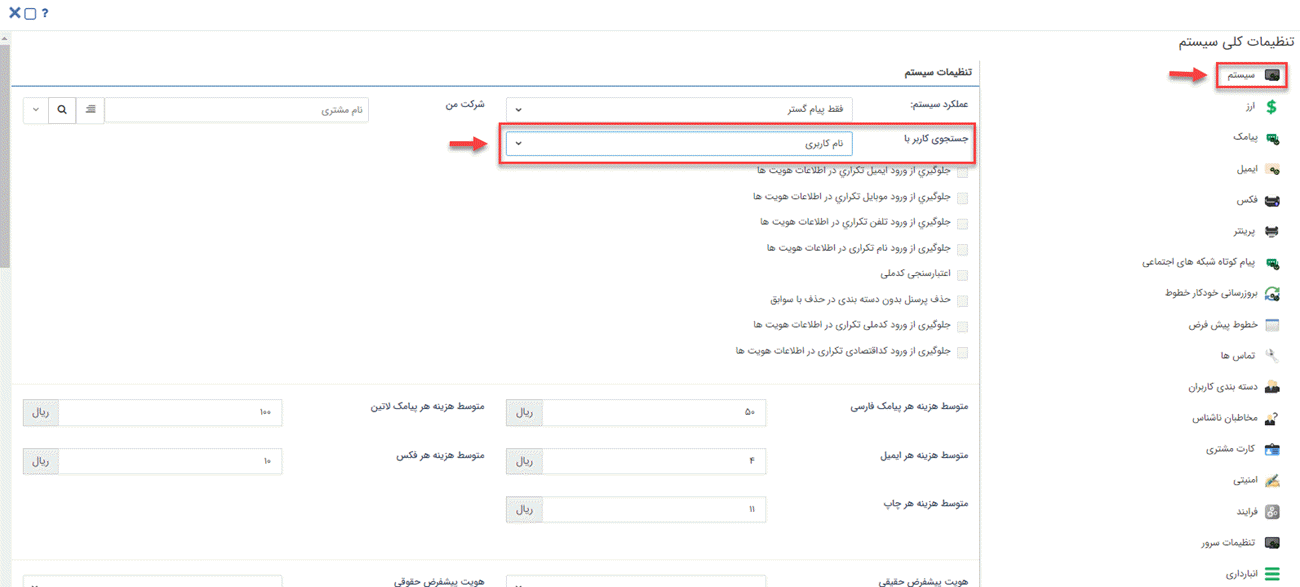 ?
تنظیمات کلی سیستم
سیستم
ارز
پیامک
ایمیل
فکس
پرینتر
پیام کوتاه شبکه های اجتماعی
بروزرسانی خودکار خطوط
خطوط پیش فرض
تماس ها
دسته بندی کاربران
مخاطبان ناشناس
کارت مشتری
امنیتی
فرایند
تنظیمات سرور
انبارداری
تنظیمات سیستم
عملکرد سیستم: فقط پیام گستر شرکت من نام مشتری
جستجوی کاربر با نام کاربری
جلوگیري از ورود ایمیل تکراري در اطلاعات هویت ها
جلوگیري از ورود موبایل تکراري در اطلاعات هویت ها
جلوگیري از ورود تلفن تکراري در اطلاعات هویت ها
جلوگیری از ورود نام تکراری در اطلاعات هویت ها
اعتبارسنجی کدملی
حذف پرسنل بدون دسته بندی در حذف با سوابق
جلوگیری از ورود کدملی تکراری در اطلاعات هویت ها
جلوگیری از ورود کداقتصادی تکراری در اطلاعات هویت ها
متوسط هزینه هر پیامک فارسی ۵۰ ریال متوسط هزینه هر پیامک لاتین ۱۰۰ ریال
متوسط هزینه هر ایمیل ۴ ریال متوسط هزینه هر فکس ۱۰ ریال
متوسط هزینه هر چاپ ۱۱ ریال
هویت پیشفرض حقیقی هویت پیشفرض حقوقی